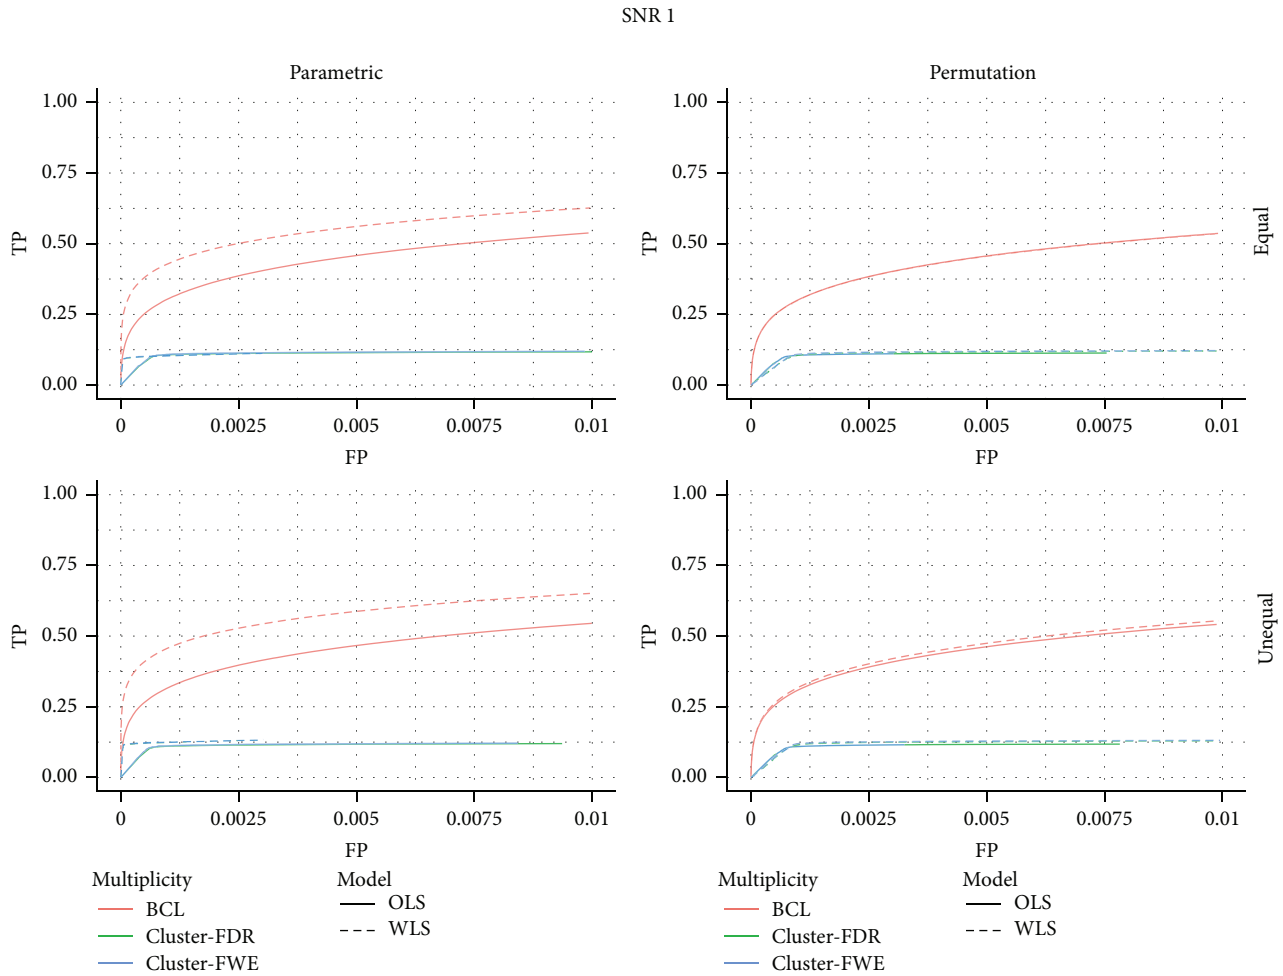 SNR 1
Parametric
1.00
0.75
0.50
0.25
0.00
TP
0
0.0025
0.005
0.0075
0.01
FP
Permutation
1.00
0.75
0.50
0.25
0.00
TP
0
0.0025
0.005
0.0075
0.01
FP
Equal
1.00
0.75
0.50
0.25
0.00
TP
0
0.0025
0.005
0.0075
0.01
FP
1.00
0.75
0.50
0.25
0.00
TP
0
0.0025
0.005
0.0075
0.01
FP
Unequal
Multiplicity
BCL
Cluster-FDR
Cluster-FWE
Model
OLS
WLS
Multiplicity
BCL
Cluster-FDR
Cluster-FWE
Model
OLS
WLS